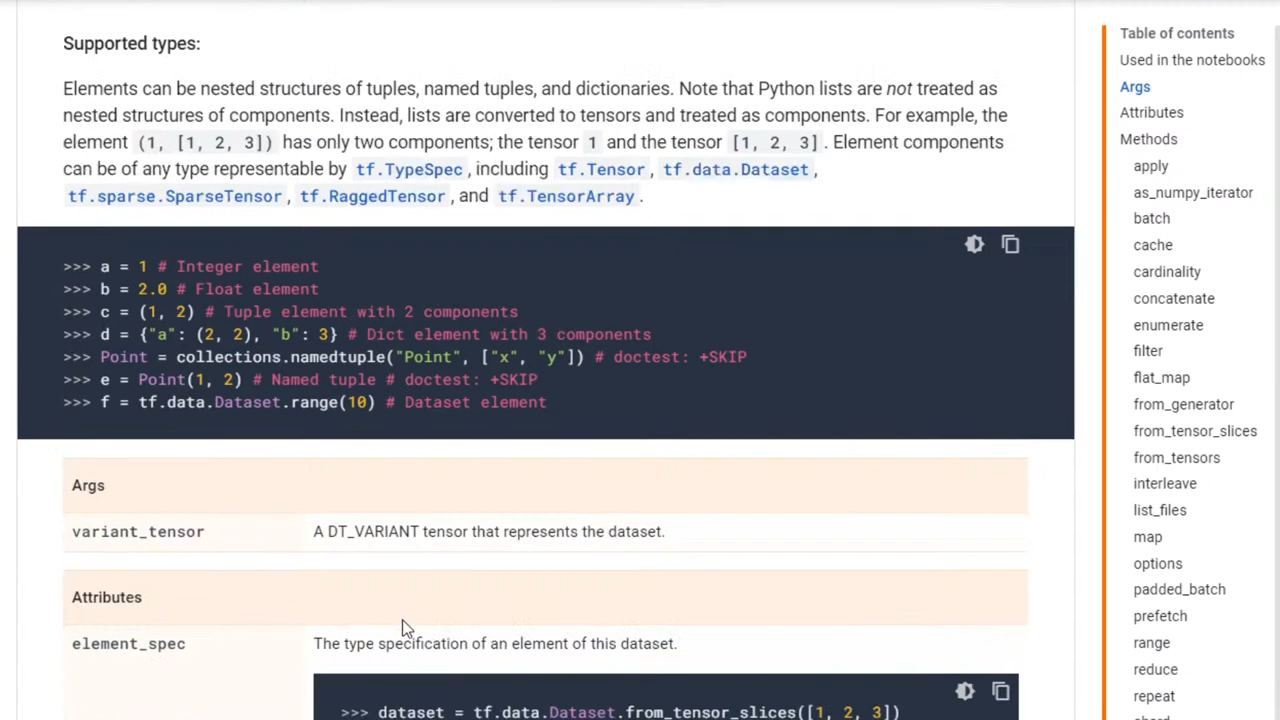 Supported types:
Elements can be nested structures of tuples, named tuples, and dictionaries. Note that Python lists are not treated as
nested structures of components. Instead, lists are converted to tensors and treated as components. For example, the
element (1, [1, 2, 3]) has only two components; the tensor 1 and the tensor [1, 2, 3]. Element components
can be of any type representable by tf.TypeSpec, including tf.Tensor, tf.data.Dataset,
tf.sparse.SparseTensor, tf.RaggedTensor, and tf.TensorArray.
>>> a = 1 # Integer element
>>> b = 2.0 # Float element
>>> c = (1, 2) # Tuple element with 2 components
>>> d = {"a": (2, 2), "b": 3} # Dict element with 3 components
>>> Point = collections.namedtuple("Point", ["x", "y"]) # doctest: +SKIP
>>> e = Point(1, 2) # Named tuple # doctest: +SKIP
>>> f = tf.data.Dataset.range(10) # Dataset element
Args
variant_tensor A DT_VARIANT tensor that represents the dataset.
Attributes
element_spec The type specification of an element of this dataset.
>>> dataset = tf.data.Dataset.from_tensor_slices([1, 2, 3])
Table of contents
Used in the notebooks
Args
Attributes
Methods
apply
as_numpy_iterator
batch
cache
cardinality
concatenate
enumerate
filter
flat_map
from_generator
from_tensor_slices
from_tensors
interleave
list_files
map
options
padded_batch
prefetch
range
reduce
repeat